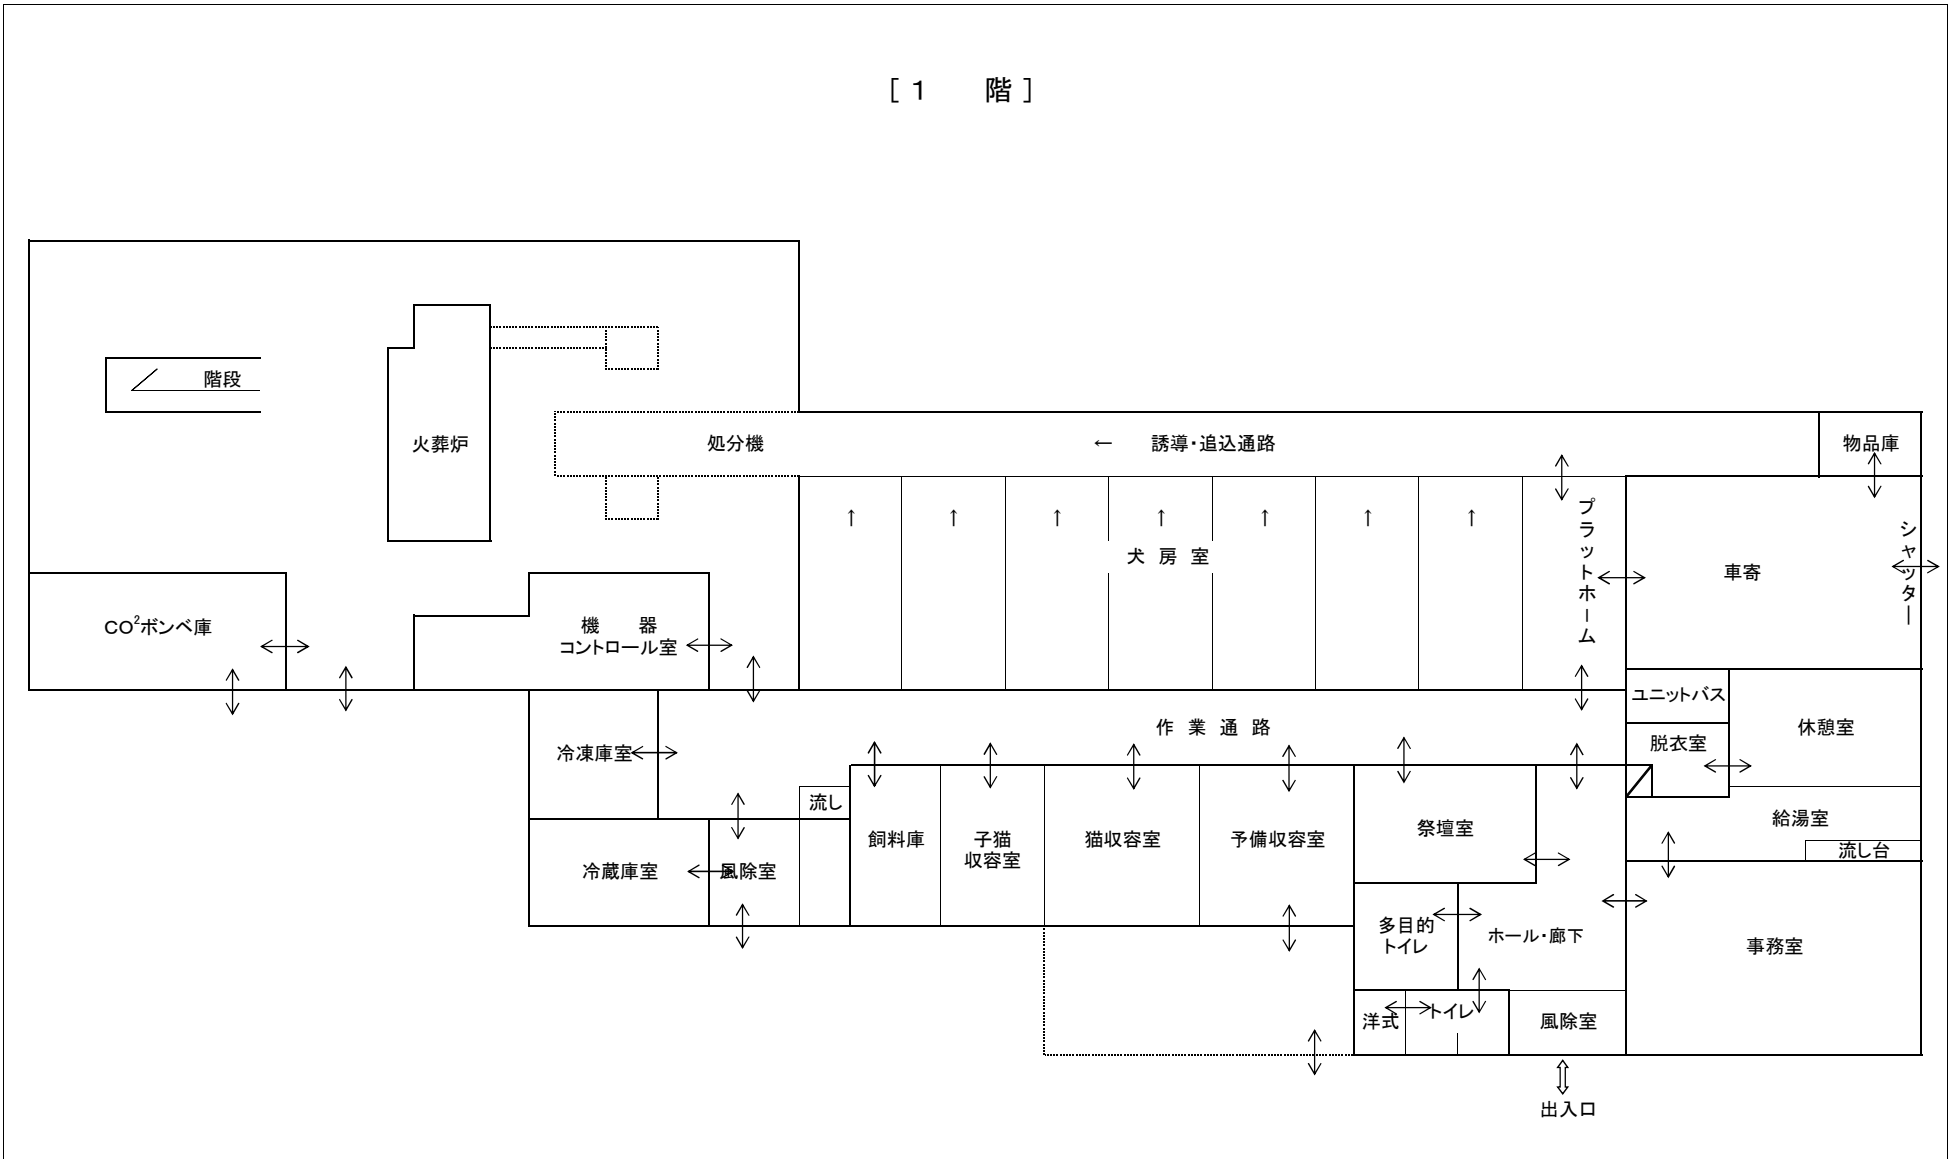 [ 1 階 ]
階段
火葬炉
処分機
← 誘導・追込通路
物品庫
↑ ↑ ↑ ↑ ↑ ↑ ↑
犬 房 室
プラットホーム
車寄
シャッター
CO²ボンベ庫
機 器
コントロール室
ユニットバス
休憩室
脱衣室
作 業 通 路
冷凍庫室
流し
飼料庫
子猫
収容室
猫収容室
予備収容室
祭壇室
給湯室
流し台
冷蔵庫室
風除室
多目的
トイレ
ホール・廊下
事務室
洋式
トイレ
風除室
出入口